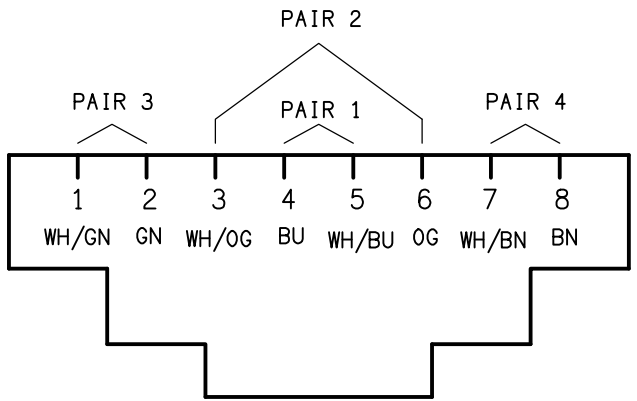 PAIR 2
PAIR 3 PAIR 1 PAIR 4
1 2 3 4 5 6 7 8
WH/GN GN WH/OG BU WH/BU OG WH/BN BN